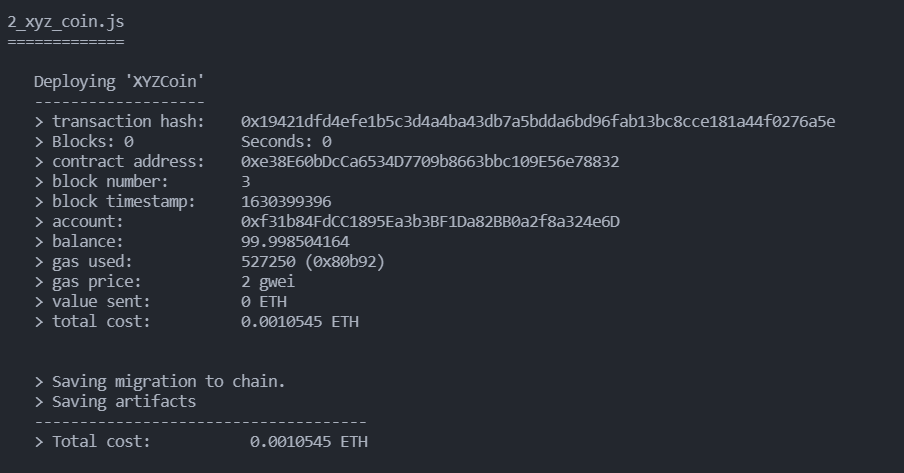 2_xyz_coin.js
=============
Deploying 'XYZCoin'
-------------------
> transaction hash:    0x19421dfd4efe1b5c3d4a4ba43db7a5bdda6bd96fab13bc8cce181a44f0276a5e
> Blocks: 0            Seconds: 0
> contract address:    0xe38E60bDcCa6534D7709b8663bbc109E56e78832
> block number:        3
> block timestamp:     1630399396
> account:             0xf31b84FdCC1895Ea3b3BF1Da82BB0a2f8a324e6D
> balance:             99.998504164
> gas used:            527250 (0x80b92)
> gas price:           2 gwei
> value sent:          0 ETH
> total cost:          0.0010545 ETH
> Saving migration to chain.
> Saving artifacts
-------------------------------------
> Total cost:           0.0010545 ETH